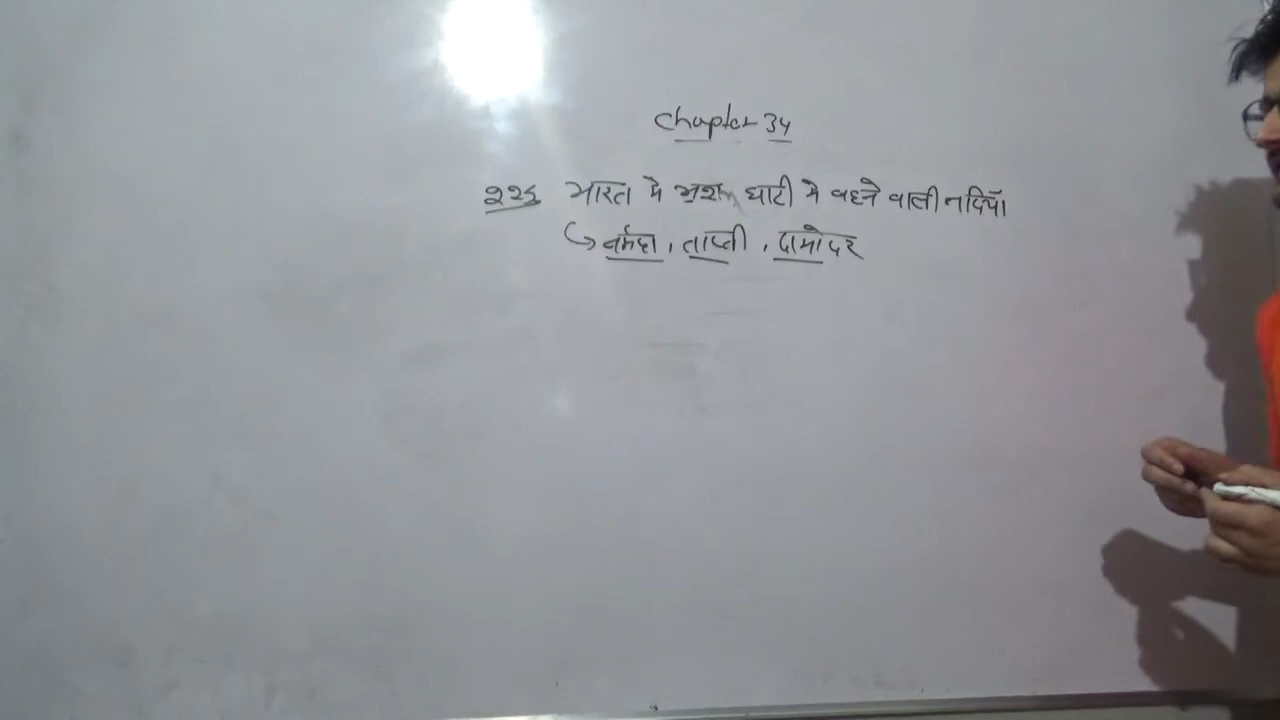 Chapter 34
भारत मे भ्रंश घाटी मे बहने वाली नदियाँ
नर्मदा, ताप्ती, दामोदर